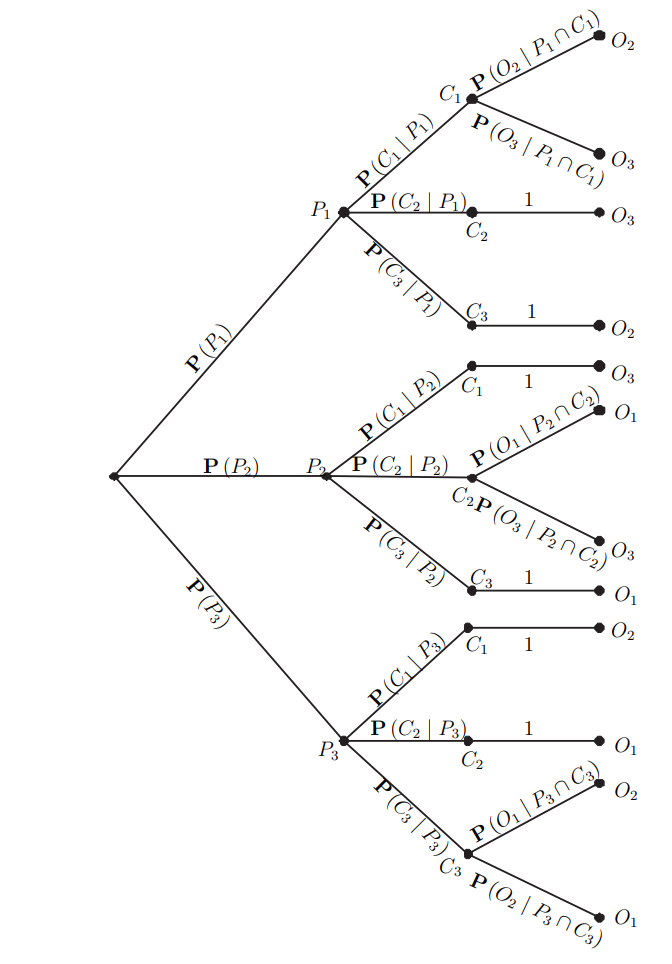 P(O₂ | P₁ ∩ C₁)
O₂
C₁
P(O₃ | P₁ ∩ C₁)
O₃
P(C₁ | P₁)
P₁
P(C₂ | P₁)
C₂
1
O₃
P(C₃ | P₁)
C₃
1
O₂
P(P₁)
P(C₁ | P₂)
C₁
1
O₃
P(O₁ | P₂ ∩ C₂)
O₁
P(P₂)
P₂
P(C₂ | P₂)
C₂
P(O₃ | P₂ ∩ C₂)
O₃
P(C₃ | P₂)
C₃
1
O₁
P(P₃)
P(C₁ | P₃)
C₁
1
O₂
P₃
P(C₂ | P₃)
C₂
1
O₁
P(C₃ | P₃)
C₃
P(O₁ | P₃ ∩ C₃)
O₂
P(O₂ | P₃ ∩ C₃)
O₁